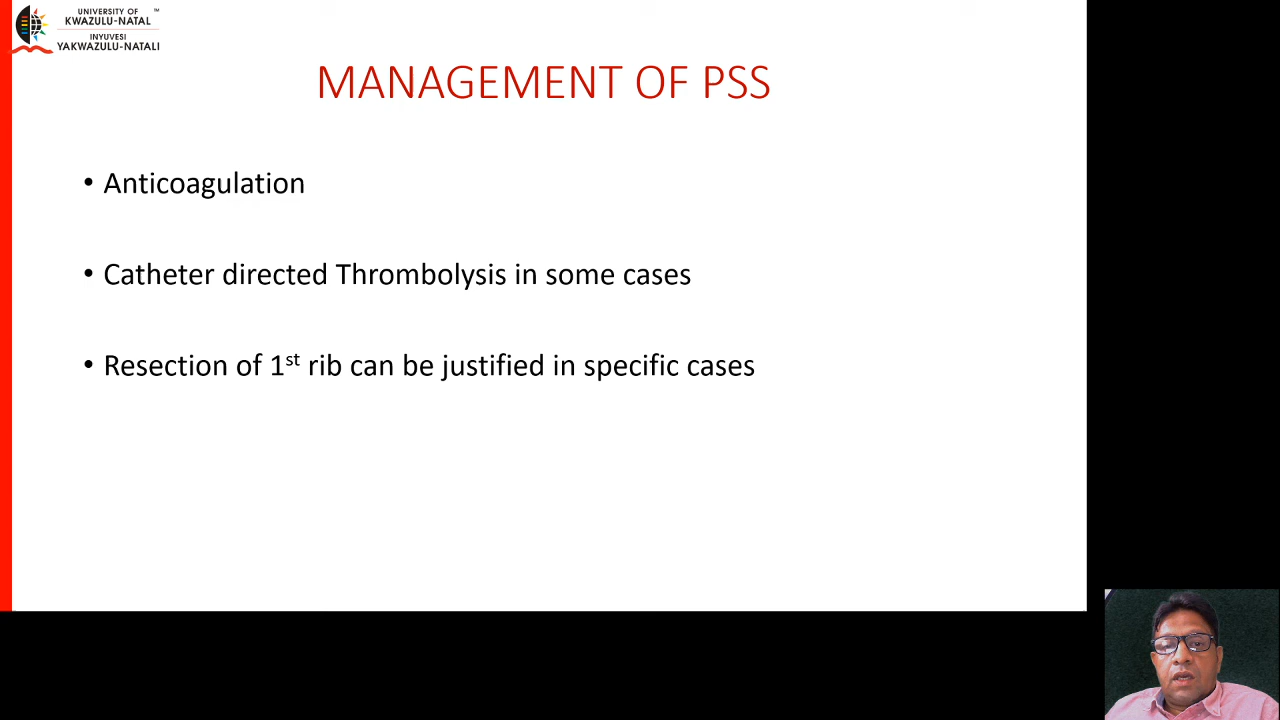 UNIVERSITY OF
KWAZULU-NATAL ™
INYUVESI
YAKWAZULU-NATALI
MANAGEMENT OF PSS
• Anticoagulation
• Catheter directed Thrombolysis in some cases
• Resection of 1st rib can be justified in specific cases